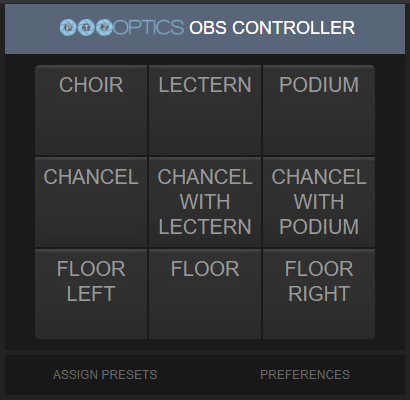 PTZOPTICS OBS CONTROLLER
CHOIR LECTERN PODIUM
CHANCEL CHANCEL WITH LECTERN CHANCEL WITH PODIUM
FLOOR LEFT FLOOR FLOOR RIGHT
ASSIGN PRESETS PREFERENCES